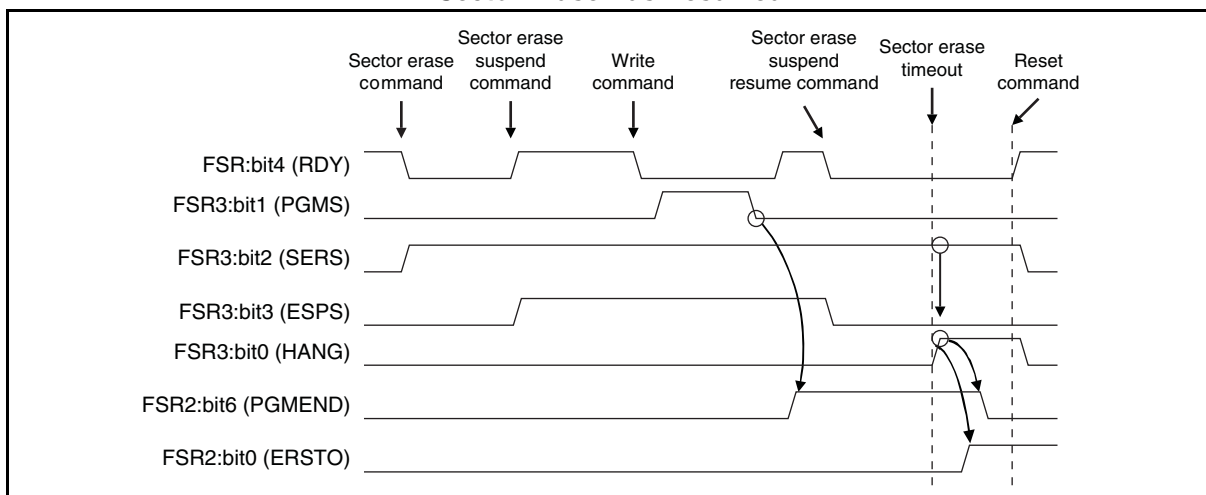 Sector erase
command
Sector erase
suspend
command
Write
command
Sector erase
suspend
resume command
Sector erase
timeout
Reset
command
FSR:bit4 (RDY)
FSR3:bit1 (PGMS)
FSR3:bit2 (SERS)
FSR3:bit3 (ESPS)
FSR3:bit0 (HANG)
FSR2:bit6 (PGMEND)
FSR2:bit0 (ERSTO)